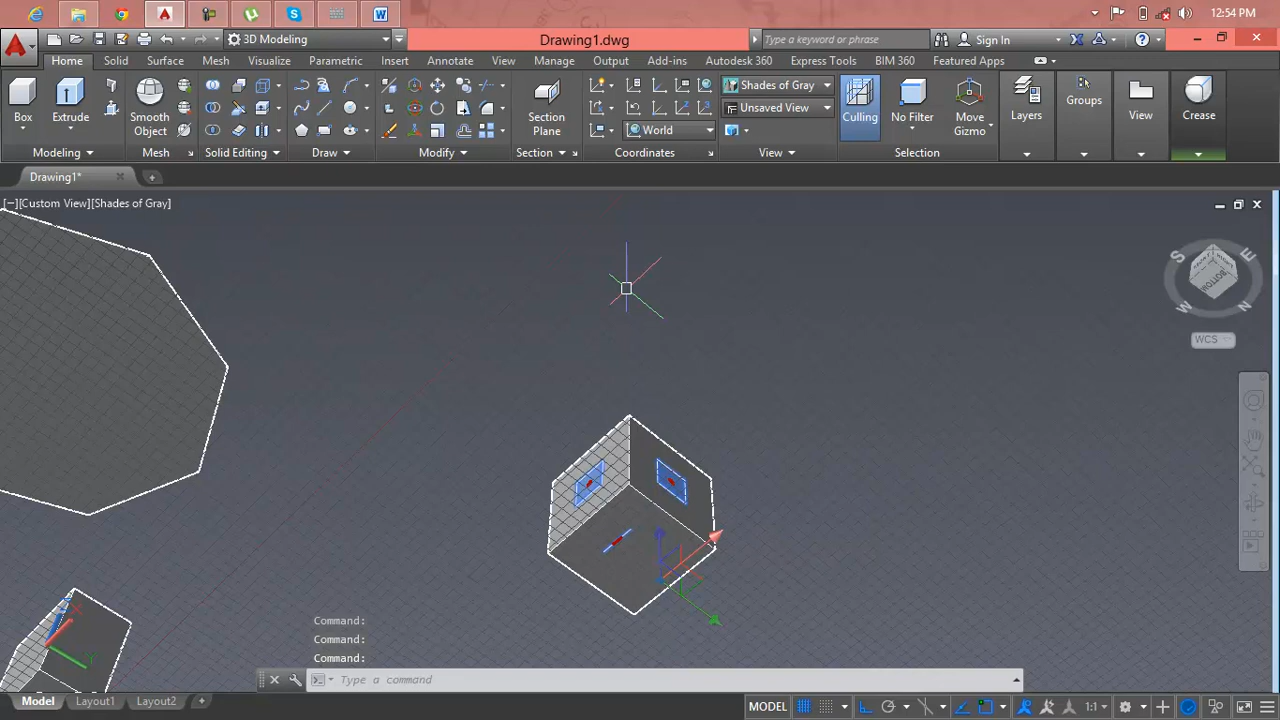 12:54 PM
3D Modeling
Drawing1.dwg
Type a keyword or phrase
Sign In
Home Solid Surface Mesh Visualize Parametric Insert Annotate View Manage Output Add-ins Autodesk 360 Express Tools BIM 360 Featured Apps
Box
Extrude
Smooth Object
Section Plane
World
Shades of Gray
Unsaved View
Culling
No Filter
Move Gizmo
Layers
Groups
View
Crease
Modeling Mesh Solid Editing Draw Modify Section Coordinates View Selection
Drawing1*
[−][Custom View][Shades of Gray]
S E
BOTTOM
W N
WCS
Command:
Command:
Command:
Type a command
Model Layout1 Layout2
MODEL 1:1